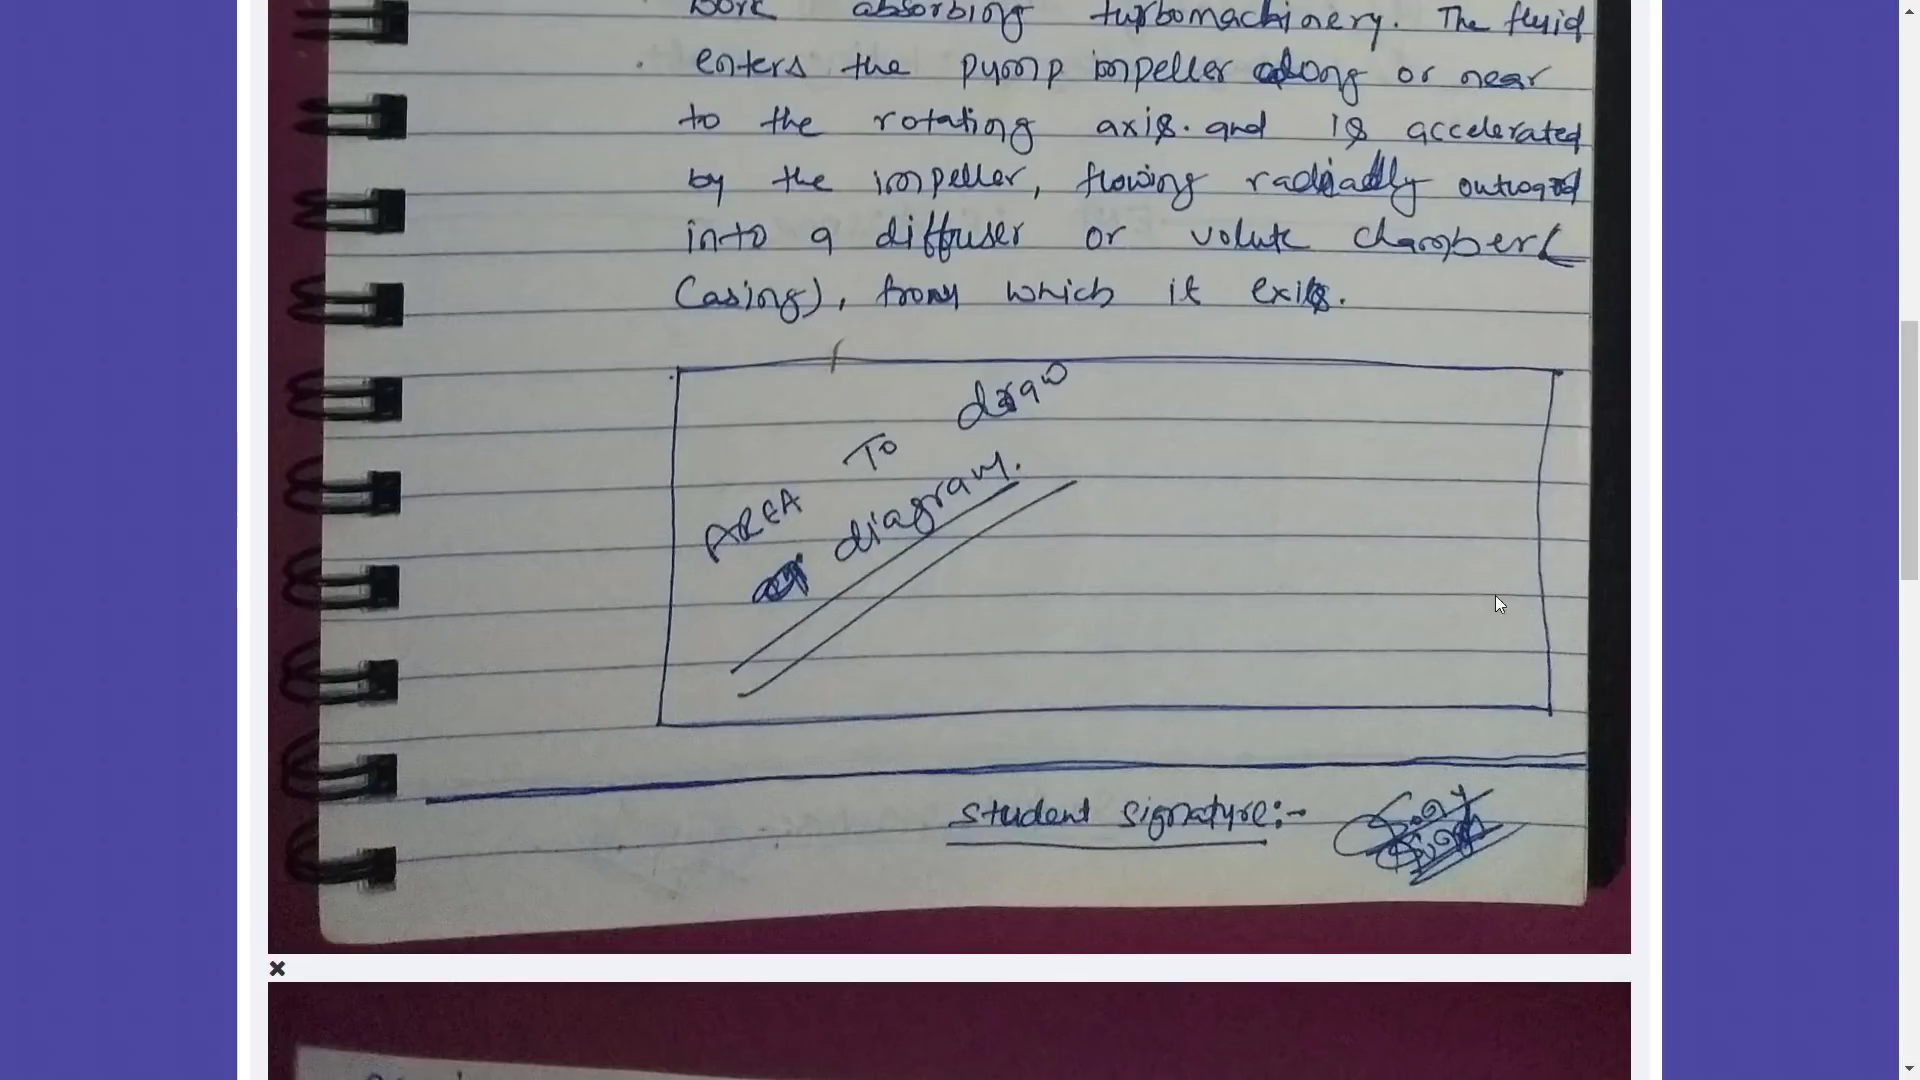 work absorbing turbomachinery. The fluid
enters the pump impeller along or near
to the rotating axis. and is accelerated
by the impeller, flowing radially outward
into a diffuser or volute chamber (
Casing), from which it exits.
AREA To draw
diagram.
Student Signature:-